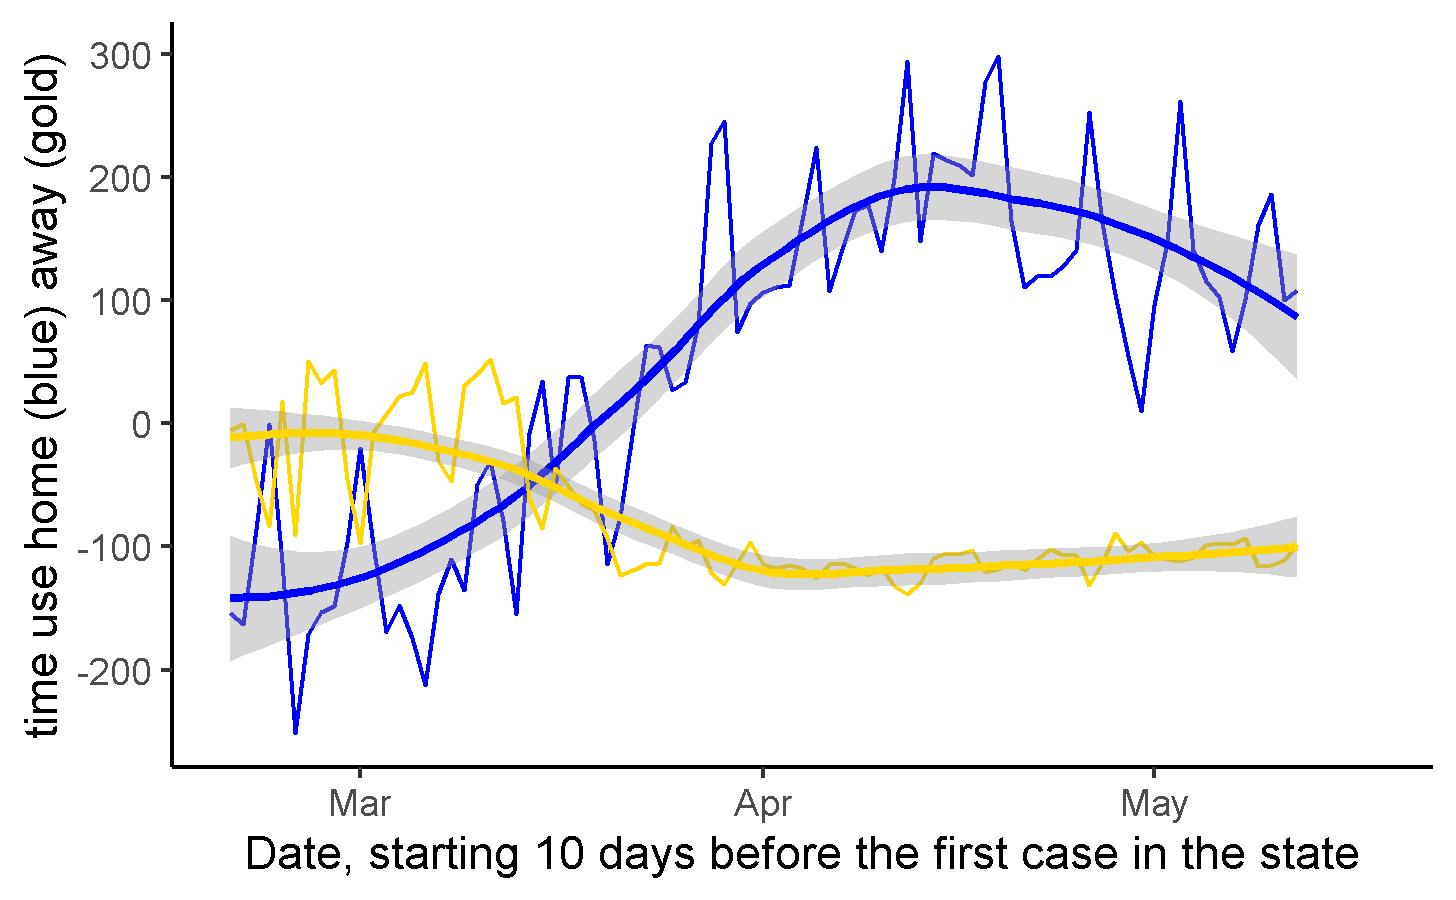 time use home (blue) away (gold)
300
200
100
0
-100
-200
Mar
Apr
May
Date, starting 10 days before the first case in the state